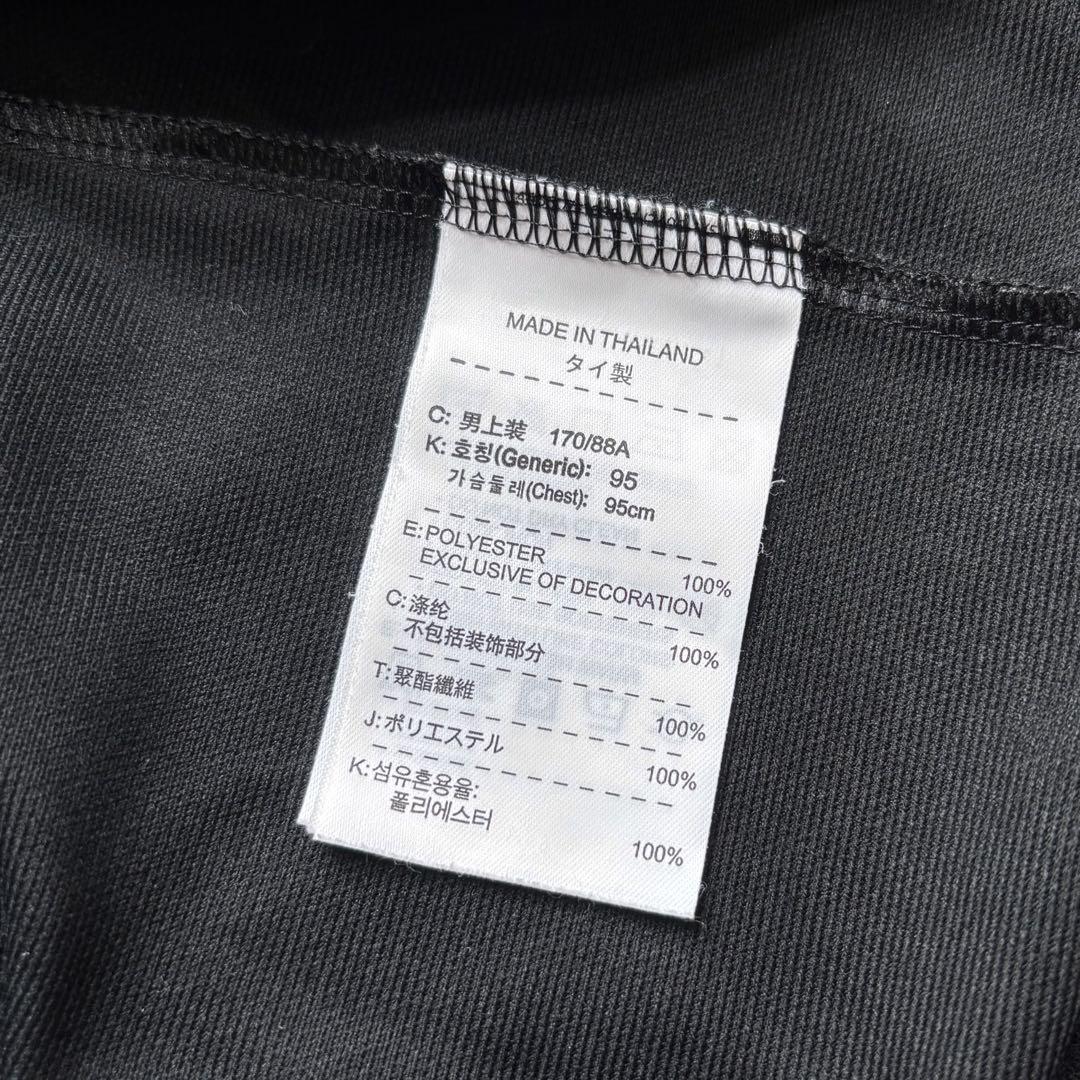 MADE IN THAILAND
タイ製
C: 男上装 170/88A
K: 호칭(Generic): 95
가슴둘레(Chest): 95cm
E: POLYESTER 100%
EXCLUSIVE OF DECORATION
C: 涤纶 100%
不包括装饰部分
T: 聚酯纖維 100%
J: ポリエステル 100%
K: 섬유혼용율:
폴리에스터 100%